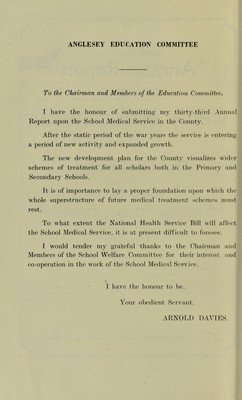 ANGLESEY EDUCATION COMMITTEE
To the Chairman and Members of the Education Committee.
I have the honour of submitting my thirty-third Annual
Report upon the School Medical Service in the County.
After the static period of the war years the service is entering
a period of new activity and expanded growth.
The new development plan for the County visualizes wider
schemes of treatment for all scholars both in the Primary and
Secondary Schools.
It is of importance to lay a proper foundation upon which the
whole superstructure of future medical treatment schemes must
rest.
To what extent the National Health Service Bill will affect
the School Medical Service, it is at present difficult to foresee.
I would tender my grateful thanks to the Chairman and
Members of the School Welfare Committee for their interest and
co-operation in the work of the School Medical Service.
I have the honour to be,
Your obedient Servant.
ARNOLD DAVIES.